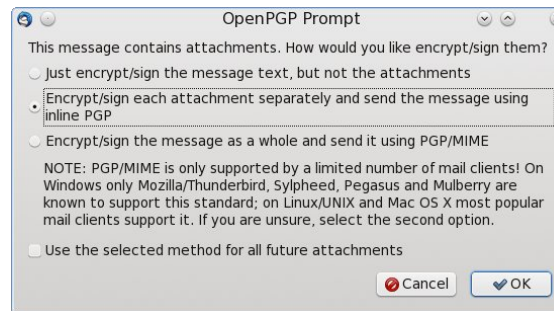 OpenPGP Prompt
This message contains attachments. How would you like encrypt/sign them?
Just encrypt/sign the message text, but not the attachments
Encrypt/sign each attachment separately and send the message using
inline PGP
Encrypt/sign the message as a whole and send it using PGP/MIME
NOTE: PGP/MIME is only supported by a limited number of mail clients! On
Windows only Mozilla/Thunderbird, Sylpheed, Pegasus and Mulberry are
known to support this standard; on Linux/UNIX and Mac OS X most popular
mail clients support it. If you are unsure, select the second option.
Use the selected method for all future attachments
Cancel
OK